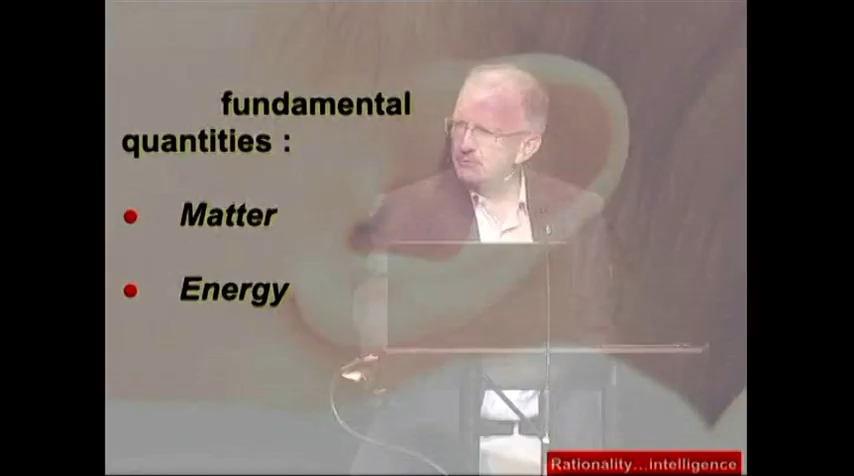 fundamental
quantities :
• Matter
• Energy
Rationality...intelligence